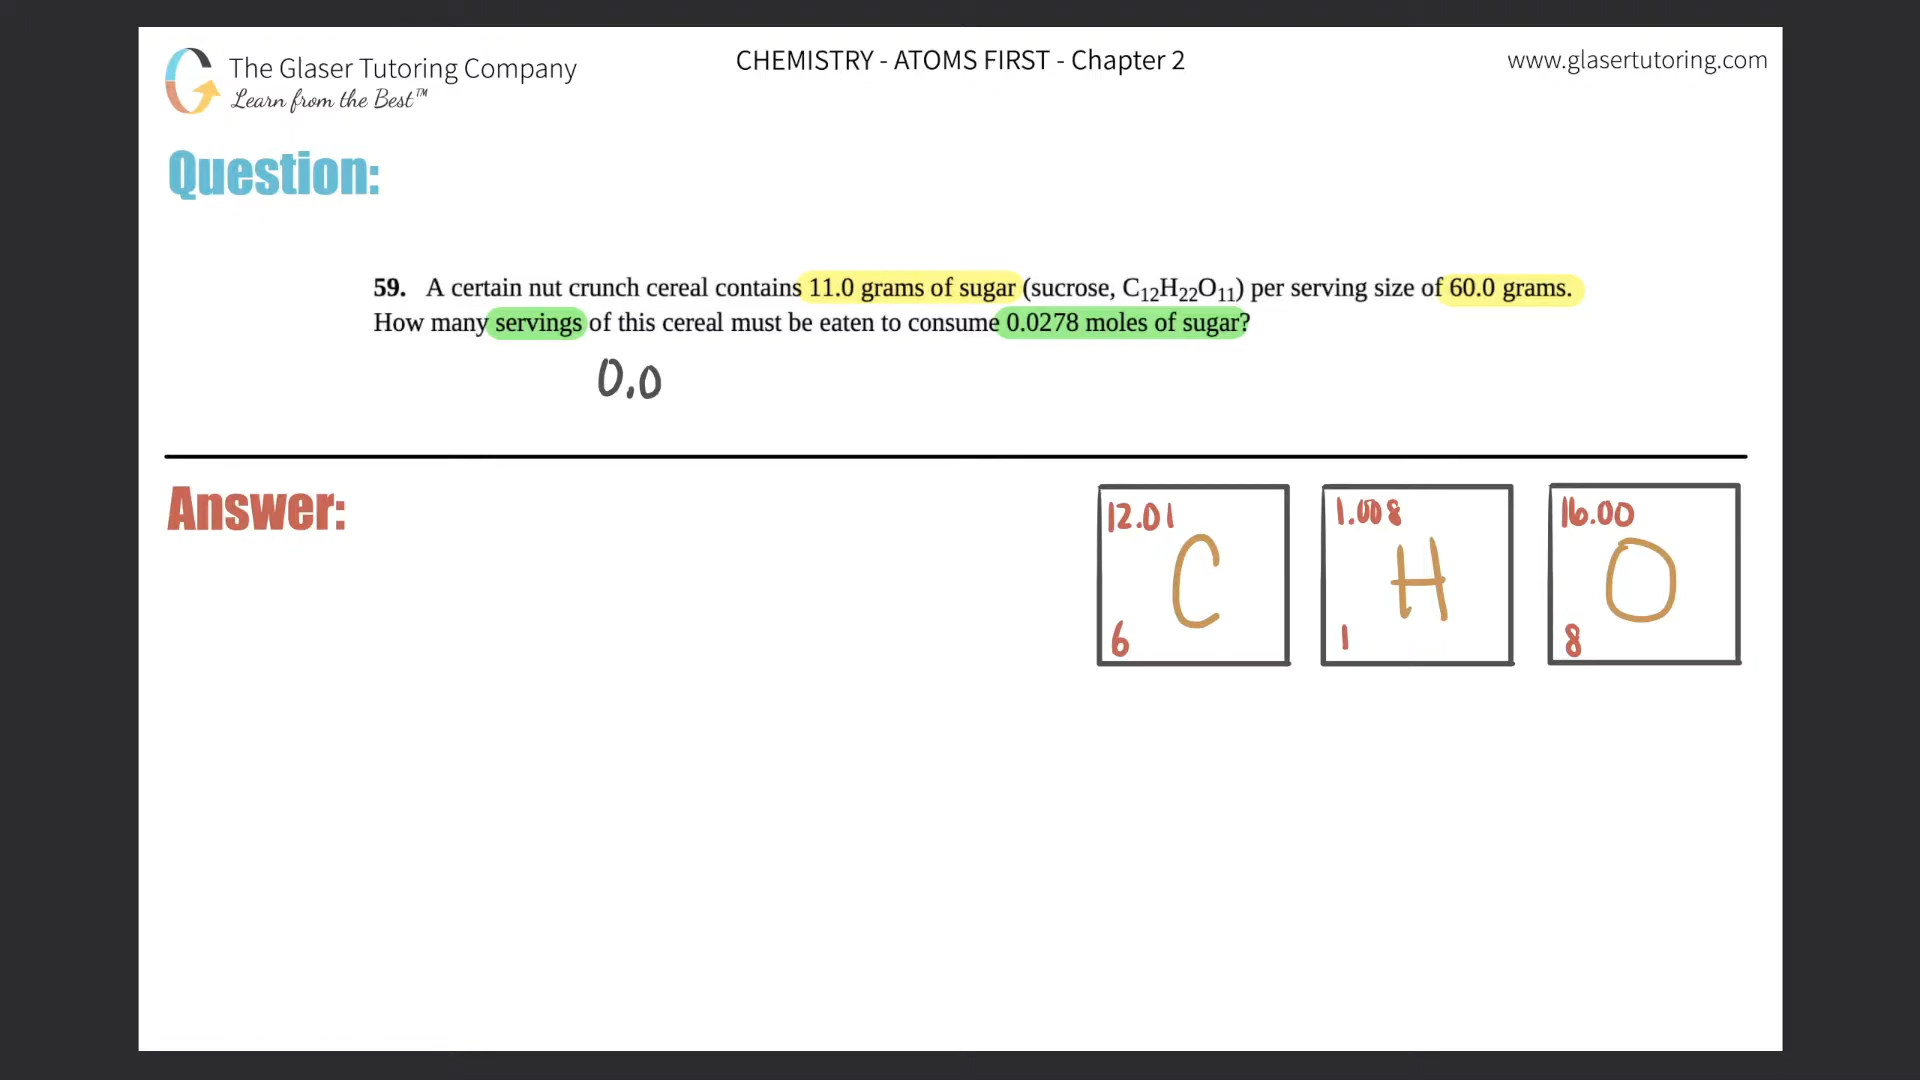 The Glaser Tutoring Company
Learn from the Best™
CHEMISTRY - ATOMS FIRST - Chapter 2
www.glasertutoring.com
Question:
59. A certain nut crunch cereal contains 11.0 grams of sugar (sucrose, C₁₂H₂₂O₁₁) per serving size of 60.0 grams.
How many servings of this cereal must be eaten to consume 0.0278 moles of sugar?
0.0
Answer:
12.01
C
6
1.008
H
1
16.00
O
8